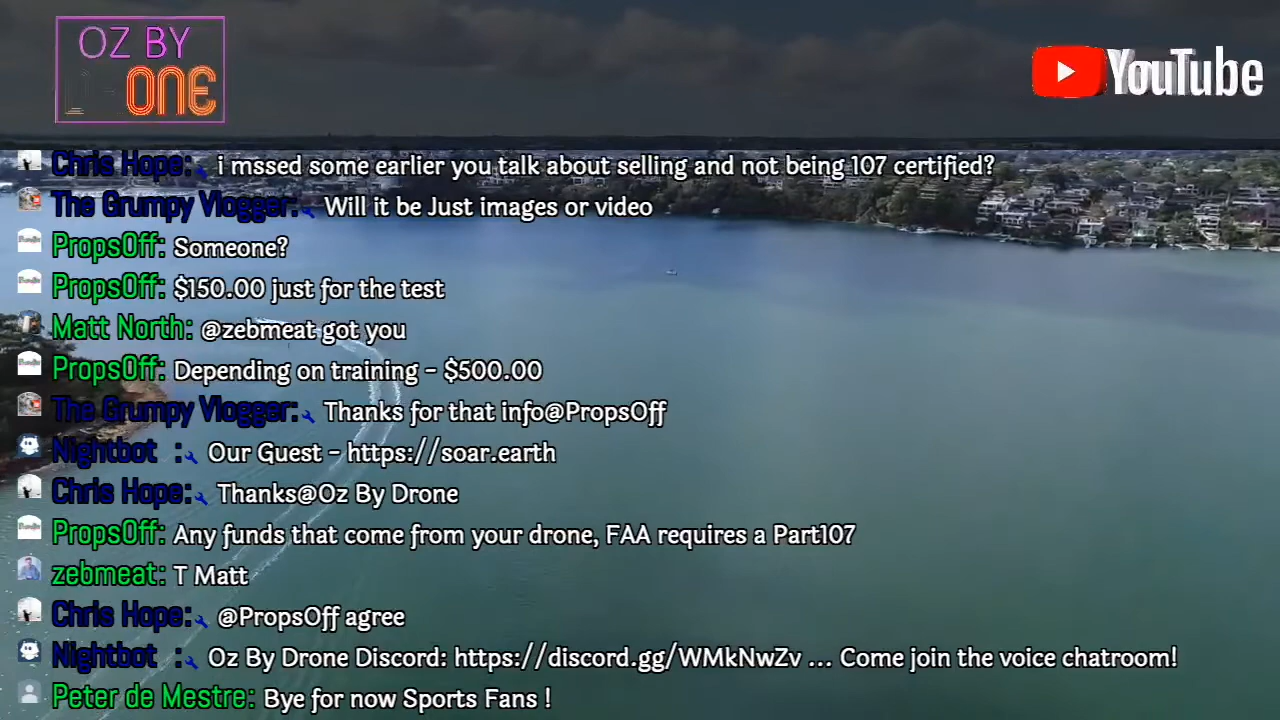 OZ BY
ONE
YouTube
Chris Hope: i mssed some earlier you talk about selling and not being 107 certified?
The Grumpy Vlogger: Will it be Just images or video
PropsOff: Someone?
PropsOff: $150.00 just for the test
Matt North: @zebmeat got you
PropsOff: Depending on training - $500.00
The Grumpy Vlogger: Thanks for that info@PropsOff
Nightbot : Our Guest - https://soar.earth
Chris Hope: Thanks@Oz By Drone
PropsOff: Any funds that come from your drone, FAA requires a Part107
zebmeat: T Matt
Chris Hope: @PropsOff agree
Nightbot : Oz By Drone Discord: https://discord.gg/WMkNwZv ... Come join the voice chatroom!
Peter de Mestre: Bye for now Sports Fans !